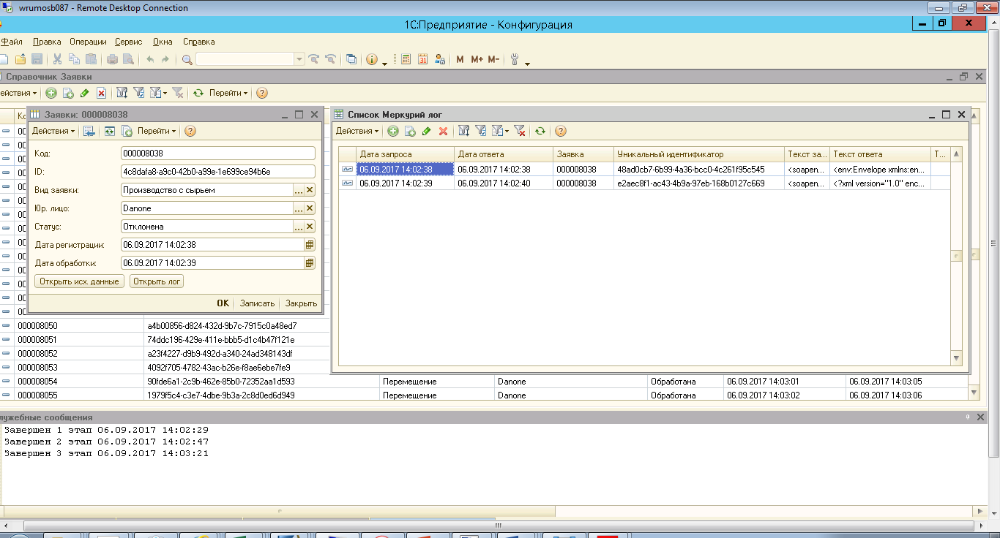 wrumosb087 - Remote Desktop Connection
1С:Предприятие - Конфигурация
Файл Правка Операции Сервис Окна Справка
M M+ M-
Справочник Заявки
Перейти
Заявки: 000008038
Действия Перейти
Код: 000008038
ID: 4c8dafa8-a9c0-42b0-a99e-1e699ce94b6e
Вид заявки: Производство с сырьем
Юр. лицо: Danone
Статус: Отклонена
Дата регистрации: 06.09.2017 14:02:38
Дата обработки: 06.09.2017 14:02:39
Открыть исх. данные Открыть лог
OK Записать Закрыть
Список Меркурий лог
Действия
Дата запроса Дата ответа Заявка Уникальный идентификатор Текст за... Текст ответа Т...
06.09.2017 14:02:38 06.09.2017 14:02:38 000008038 48ad0cb7-6b99-4a36-bcc0-4c261f95c545 <soapen... <env:Envelope xmlns:en...
06.09.2017 14:02:39 06.09.2017 14:02:40 000008038 e2aec8f1-ac43-4b9a-97eb-168b0127c669 <soapen... <?xml version="1.0" enc...
000008050 a4b00856-d824-432d-9b7c-7915c0a48ed7
000008051 74ddc196-429e-411e-bbb5-d1c4b47f121e
000008052 a23f4227-d9b9-492d-a340-24ad348143df
000008053 4092f705-4782-43ac-b26e-f8ae6ebe7fe9
000008054 90fde6a1-2c9b-462e-85b0-72352aa1d593 Перемещение Danone Обработана 06.09.2017 14:03:01 06.09.2017 14:03:05
000008055 1979f5c4-c3e7-4dbe-9b3a-2c8d0ed6d949 Перемещение Danone Обработана 06.09.2017 14:03:02 06.09.2017 14:03:06
лужебные сообщения
Завершен 1 этап 06.09.2017 14:02:29
Завершен 2 этап 06.09.2017 14:02:47
Завершен 3 этап 06.09.2017 14:03:21